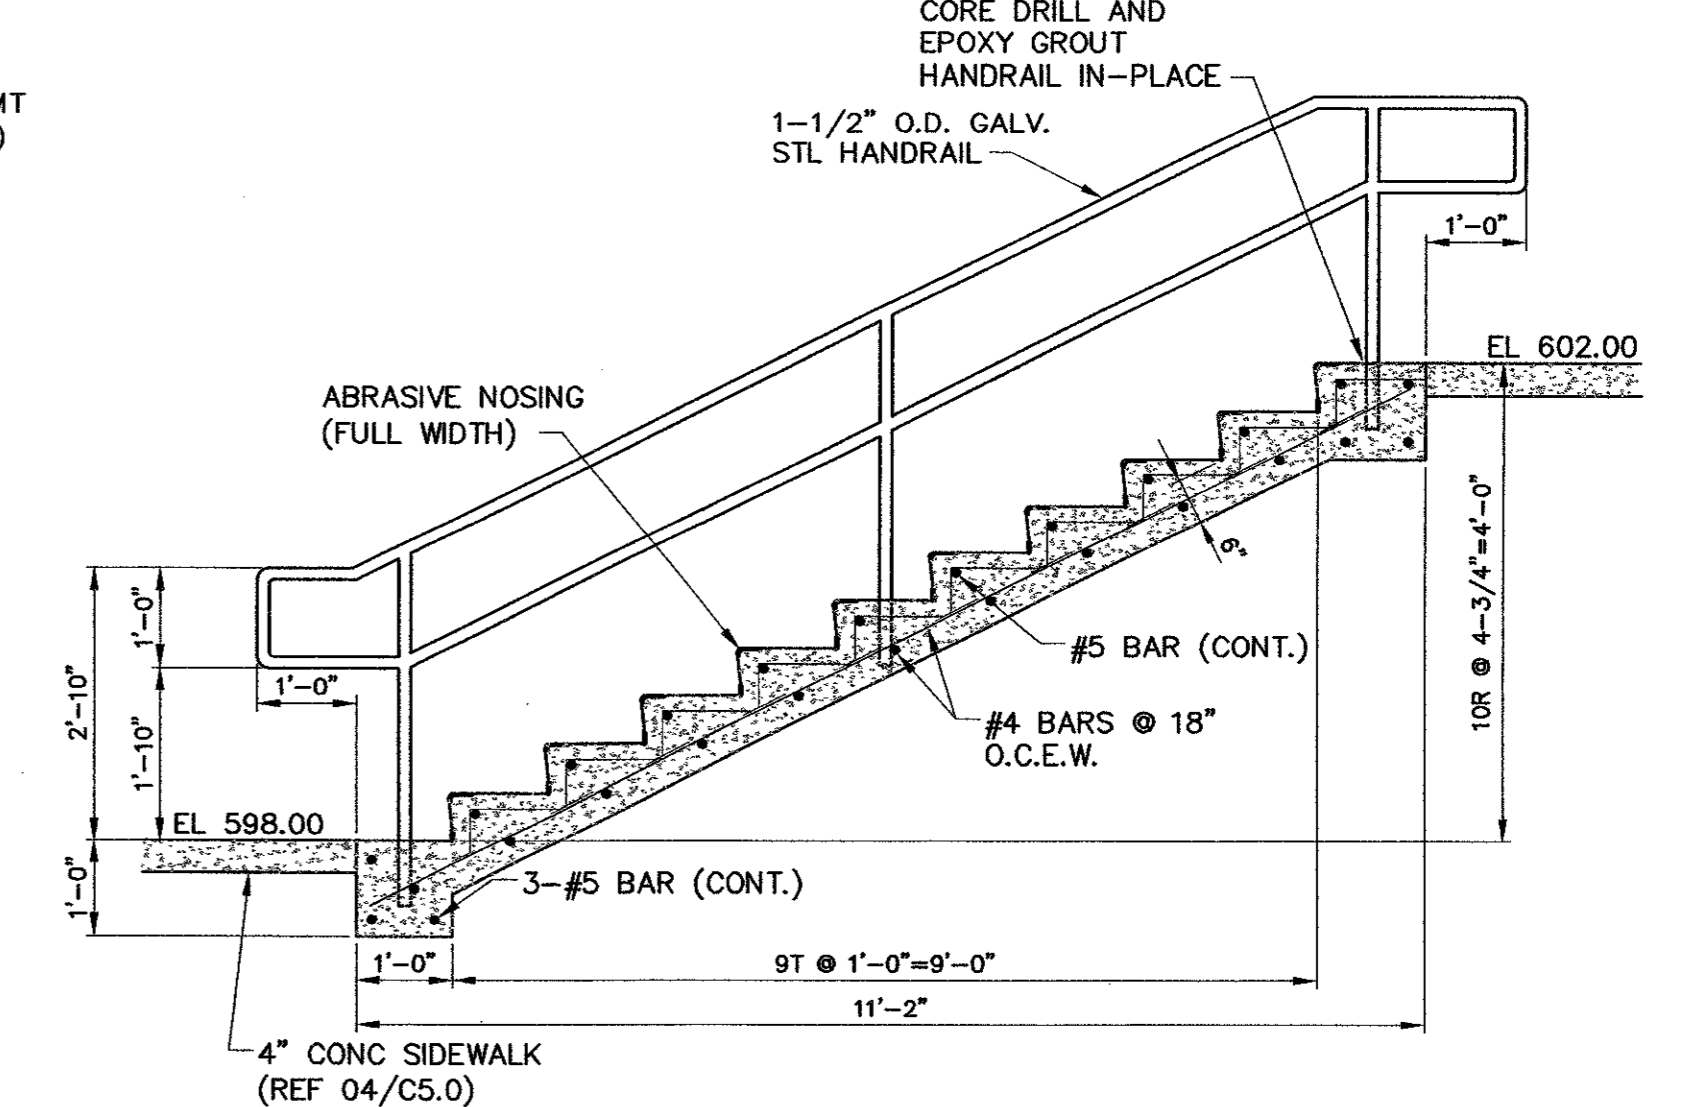 CORE DRILL AND
EPOXY GROUT
HANDRAIL IN-PLACE
MT
)
1-1/2" O.D. GALV.
STL HANDRAIL
1'-0"
EL 602.00
ABRASIVE NOSING
(FULL WIDTH)
6"
10R @ 4-3/4"=4'-0"
1'-0"
2'-10"
1'-0"
1'-10"
#5 BAR (CONT.)
#4 BARS @ 18"
O.C.E.W.
EL 598.00
1'-0"
3-#5 BAR (CONT.)
1'-0"
9T @ 1'-0"=9'-0"
11'-2"
4" CONC SIDEWALK
(REF 04/C5.0)